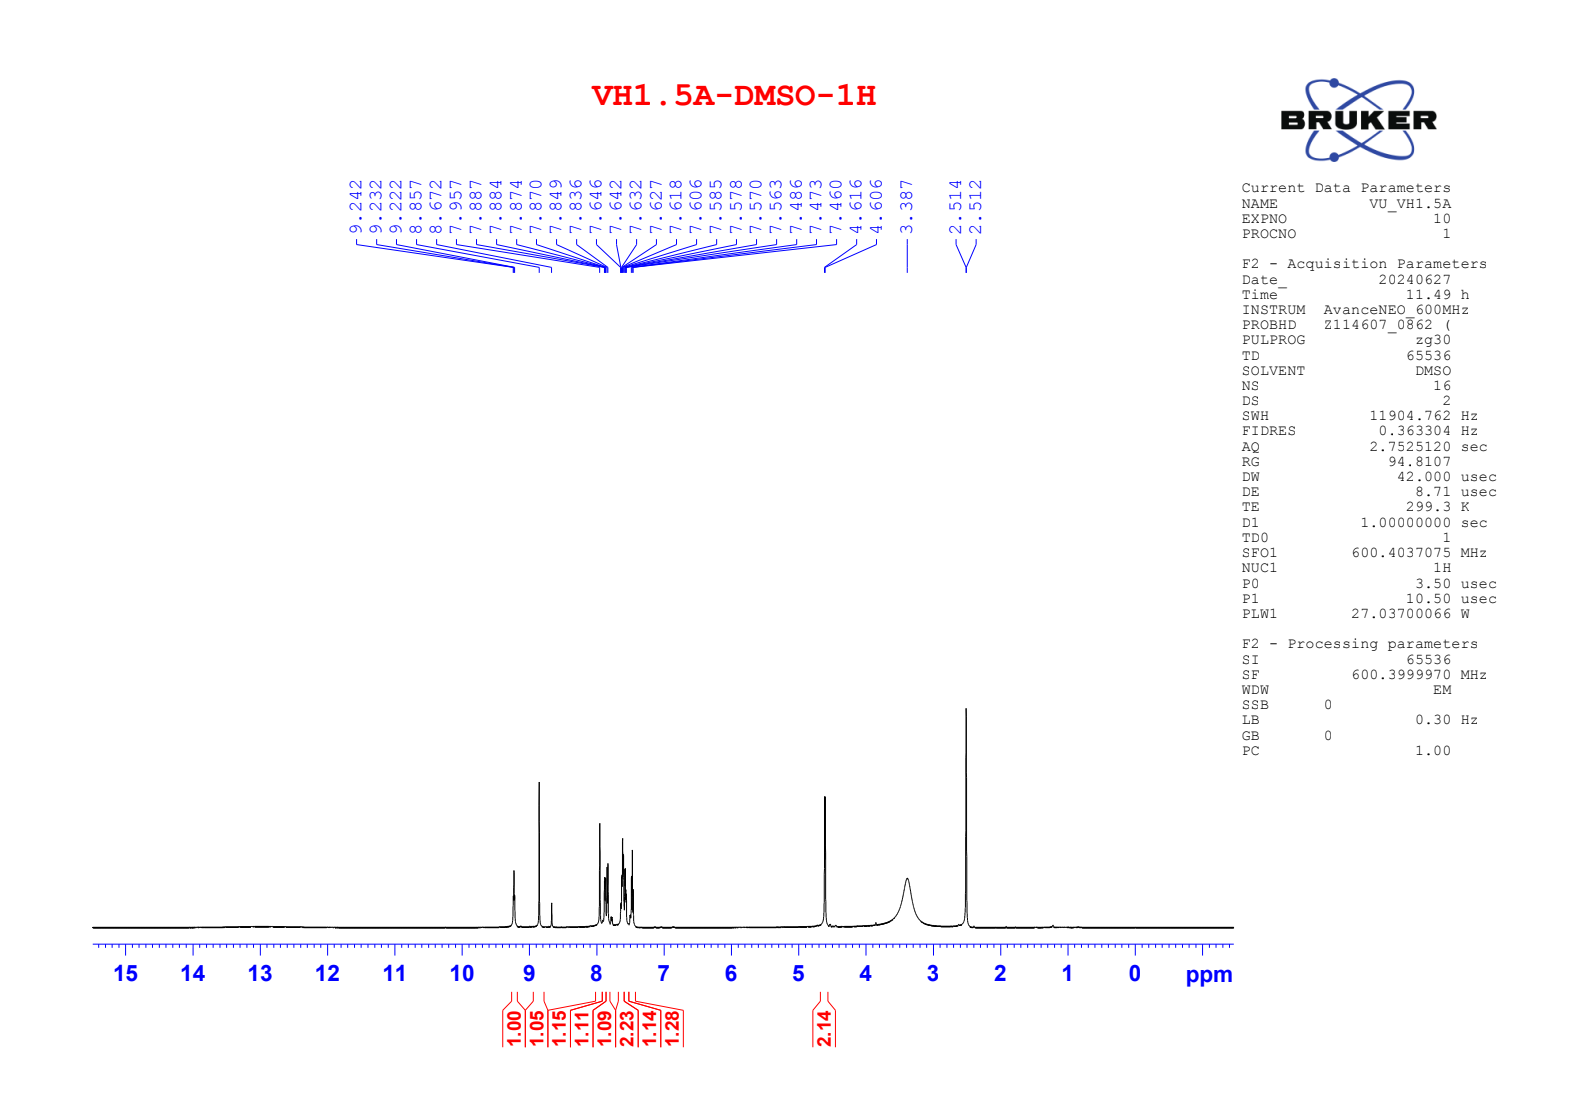 VH1.5A-DMSO-1H
BRUKER
9.242
9.232
9.222
8.857
8.672
7.957
7.887
7.884
7.874
7.870
7.849
7.836
7.646
7.642
7.632
7.627
7.618
7.606
7.585
7.578
7.570
7.563
7.486
7.473
7.460
4.616
4.606
3.387
2.514
2.512
Current Data Parameters
NAME VU_VH1.5A
EXPNO 10
PROCNO 1
F2 - Acquisition Parameters
Date_ 20240627
Time 11.49 h
INSTRUM AvanceNEO_600MHz
PROBHD Z114607_0862 (
PULPROG zg30
TD 65536
SOLVENT DMSO
NS 16
DS 2
SWH 11904.762 Hz
FIDRES 0.363304 Hz
AQ 2.7525120 sec
RG 94.8107
DW 42.000 usec
DE 8.71 usec
TE 299.3 K
D1 1.00000000 sec
TD0 1
SFO1 600.4037075 MHz
NUC1 1H
P0 3.50 usec
P1 10.50 usec
PLW1 27.03700066 W
F2 - Processing parameters
SI 65536
SF 600.3999970 MHz
WDW EM
SSB 0
LB 0.30 Hz
GB 0
PC 1.00
15 14 13 12 11 10 9 8 7 6 5 4 3 2 1 0 ppm
1.00
1.05
1.15
1.11
1.09
2.23
1.14
1.28
2.14